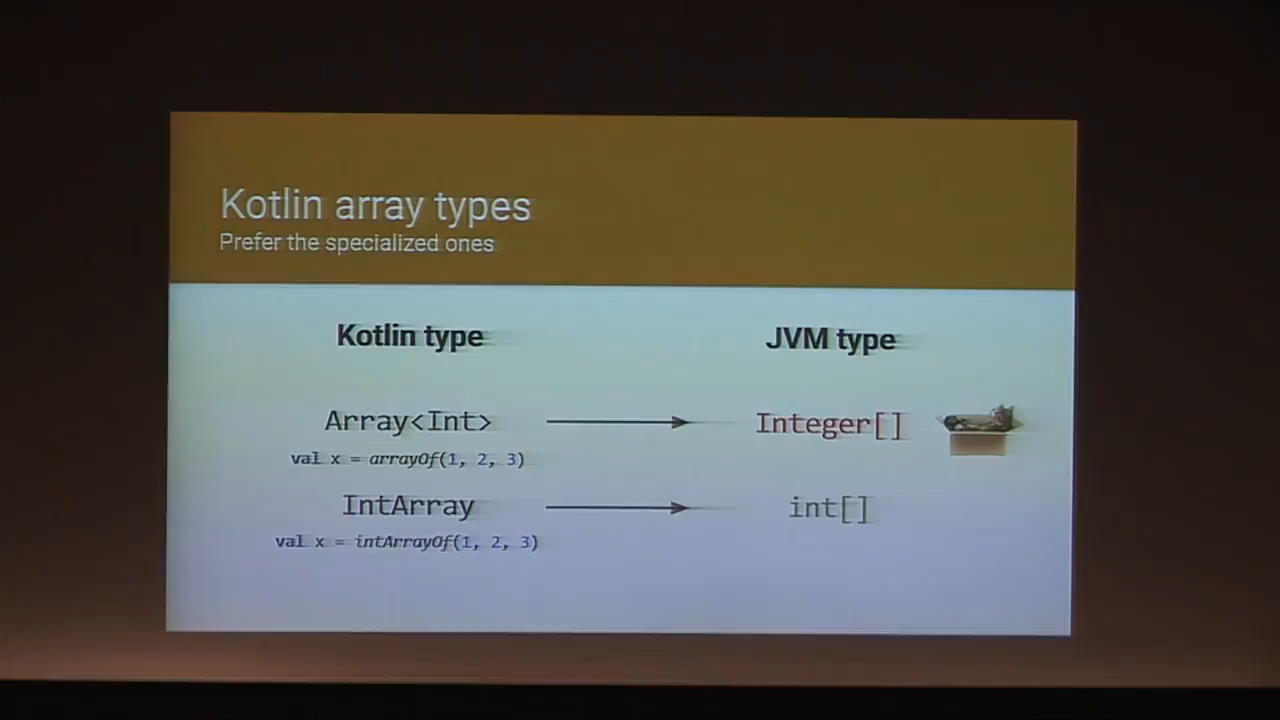 Kotlin array types
Prefer the specialized ones
Kotlin type
JVM type
Array<Int>
Integer[]
val x = arrayOf(1, 2, 3)
IntArray
int[]
val x = intArrayOf(1, 2, 3)